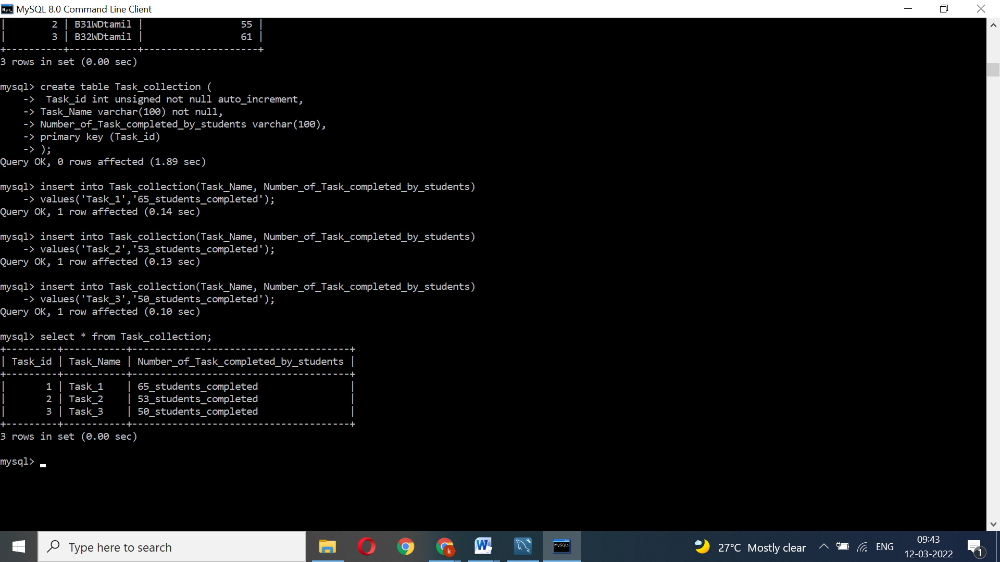 MySQL 8.0 Command Line Client
|        2 | B31WDtamil |                 55 |
|        3 | B32WDtamil |                 61 |
+----------+------------+--------------------+
3 rows in set (0.00 sec)
mysql> create table Task_collection (
    ->  Task_id int unsigned not null auto_increment,
    -> Task_Name varchar(100) not null,
    -> Number_of_Task_completed_by_students varchar(100),
    -> primary key (Task_id)
    -> );
Query OK, 0 rows affected (1.89 sec)
mysql> insert into Task_collection(Task_Name, Number_of_Task_completed_by_students)
    -> values('Task_1','65_students_completed');
Query OK, 1 row affected (0.14 sec)
mysql> insert into Task_collection(Task_Name, Number_of_Task_completed_by_students)
    -> values('Task_2','53_students_completed');
Query OK, 1 row affected (0.13 sec)
mysql> insert into Task_collection(Task_Name, Number_of_Task_completed_by_students)
    -> values('Task_3','50_students_completed');
Query OK, 1 row affected (0.10 sec)
mysql> select * from Task_collection;
+---------+-----------+--------------------------------------+
| Task_id | Task_Name | Number_of_Task_completed_by_students |
+---------+-----------+--------------------------------------+
|       1 | Task_1    | 65_students_completed                |
|       2 | Task_2    | 53_students_completed                |
|       3 | Task_3    | 50_students_completed                |
+---------+-----------+--------------------------------------+
3 rows in set (0.00 sec)
mysql>
Type here to search
27°C Mostly clear
ENG
09:43
12-03-2022
1